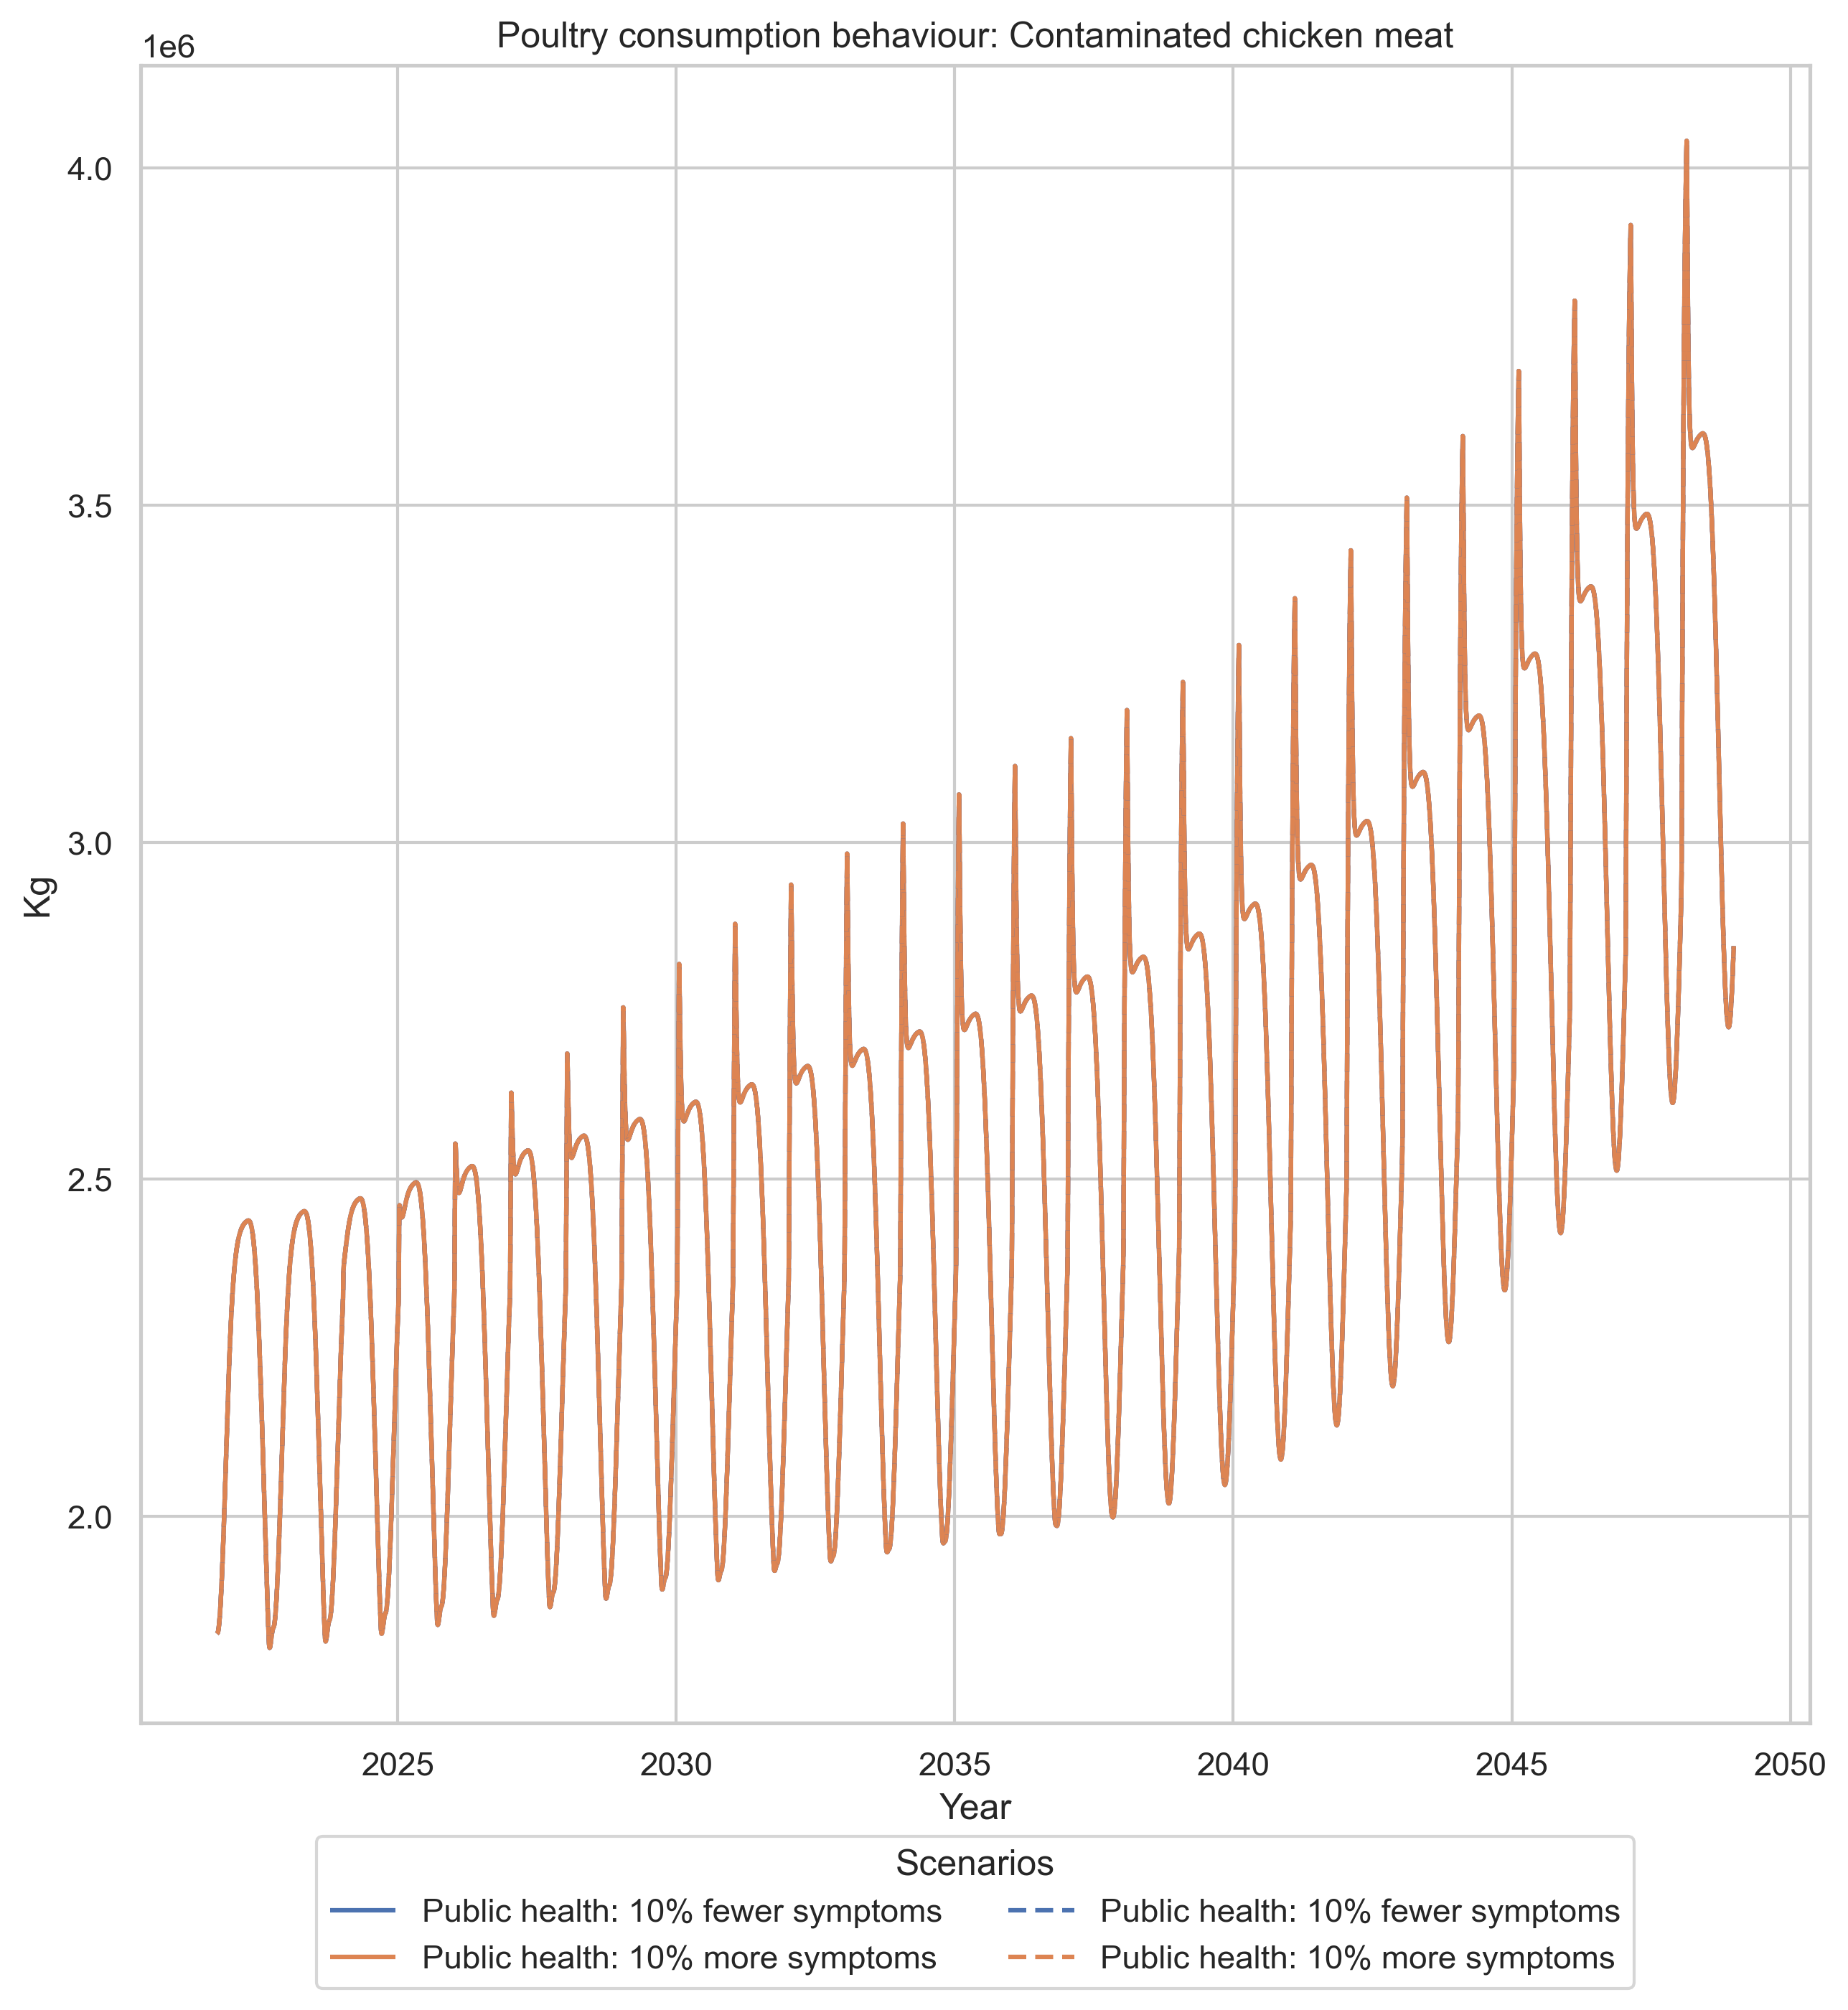 Poultry consumption behaviour: Contaminated chicken meat
1e6
4.0
3.5
3.0
2.5
2.0
Kg
2025 2030 2035 2040 2045 2050
Year
Scenarios
Public health: 10% fewer symptoms Public health: 10% fewer symptoms
Public health: 10% more symptoms Public health: 10% more symptoms